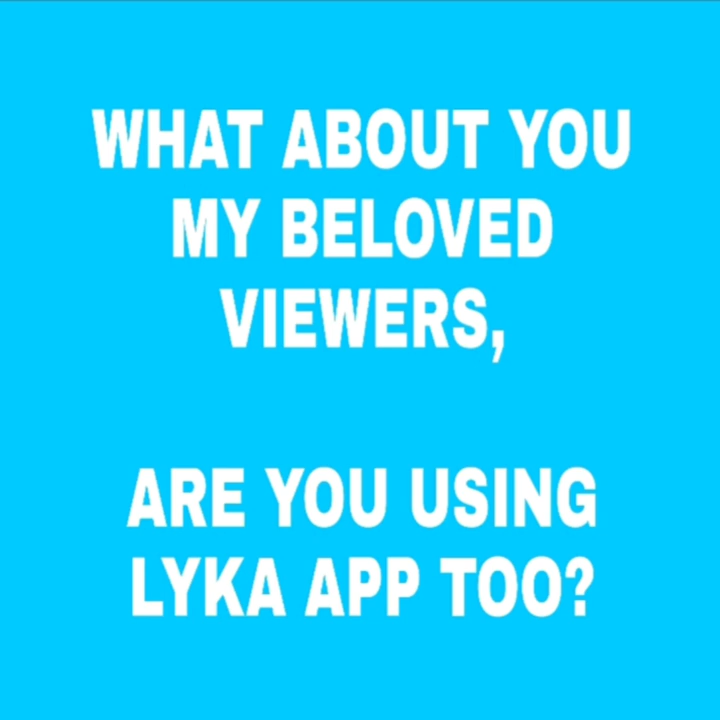 WHAT ABOUT YOU
MY BELOVED
VIEWERS,
ARE YOU USING
LYKA APP TOO?